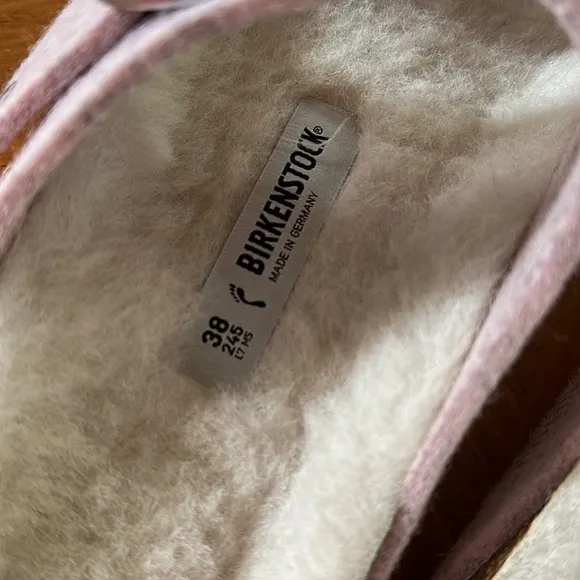 BIRKENSTOCK®
MADE IN GERMANY
38
245
L7 M5